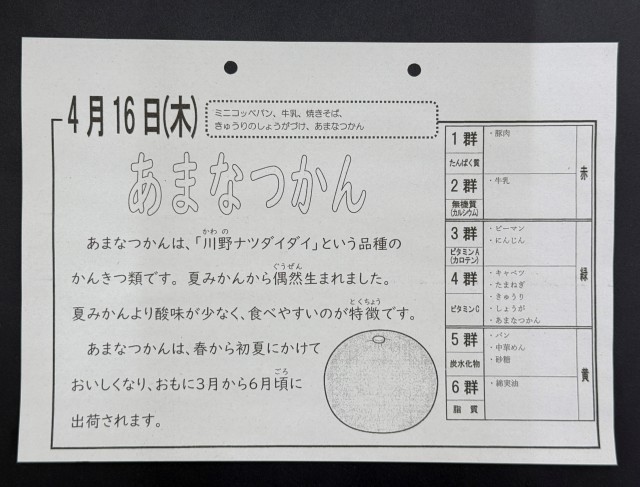 4月16日(木)
ミニコッペパン、牛乳、焼きそば、
きゅうりのしょうがづけ、あまなつかん
あまなつかん
あまなつかんは、「川野ナツダイダイ」という品種の
かわの
かんきつ類です。夏みかんから偶然生まれました。
ぐうぜん
夏みかんより酸味が少なく、食べやすいのが特徴です。
とくちょう
あまなつかんは、春から初夏にかけて
おいしくなり、おもに3月から6月頃に
ごろ
出荷されます。
1群
たんぱく質
・豚肉
2群
無機質
(カルシウム)
・牛乳
赤
3群
ビタミンA
(カロテン)
・ピーマン
・にんじん
4群
ビタミンC
・キャベツ
・たまねぎ
・きゅうり
・しょうが
・あまなつかん
緑
5群
炭水化物
・パン
・中華めん
・砂糖
6群
脂質
・綿実油
黄